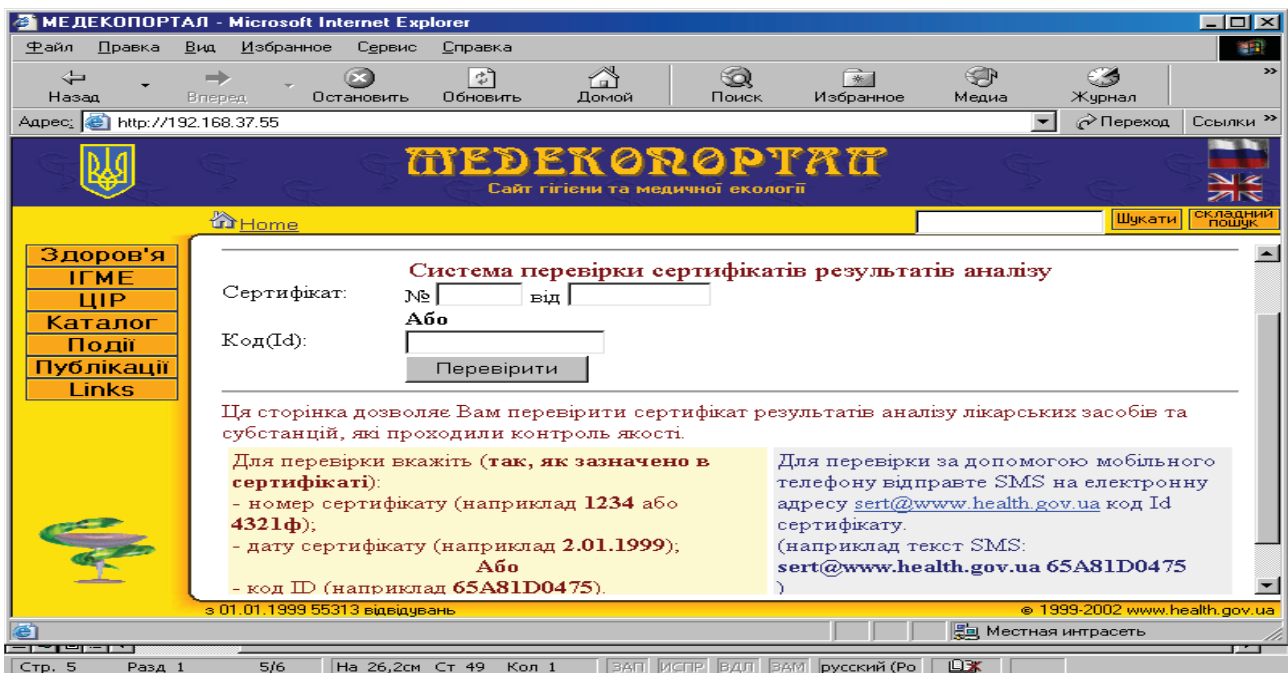 МЕДЕКОПОРТАЛ - Microsoft Internet Explorer
Файл Правка Вид Избранное Сервис Справка
Назад Вперед Остановить Обновить Домой Поиск Избранное Медиа Журнал »
Адрес: http://192.168.37.55 Переход Ссылки »
МЕДЕКОПОРТАЛ
Сайт гігієни та медичної екології
Home Шукати складний пошук
Здоров'я
ІГМЕ
ЦІР
Каталог
Події
Публікації
Links
Система перевірки сертифікатів результатів аналізу
Сертифікат: № від
Або
Код(Id):
Перевірити
Ця сторінка дозволяє Вам перевірити сертифікат результатів аналізу лікарських засобів та
субстанцій, які проходили контроль якості.
Для перевірки вкажіть (так, як зазначено в
сертифікаті):
- номер сертифікату (наприклад 1234 або
4321ф);
- дату сертифікату (наприклад 2.01.1999);
Або
- код ID (наприклад 65A81D0475).
Для перевірки за допомогою мобільного
телефону відправте SMS на електронну
адресу sert@www.health.gov.ua код Id
сертифікату.
(наприклад текст SMS:
sert@www.health.gov.ua 65A81D0475
)
з 01.01.1999 55313 відвідувань © 1999-2002 www.health.gov.ua
Местная интрасеть
Стр. 5 Разд 1 5/6 На 26,2см Ст 49 Кол 1 ЗАП ИСПР ВДЛ ЗАМ русский (Ро